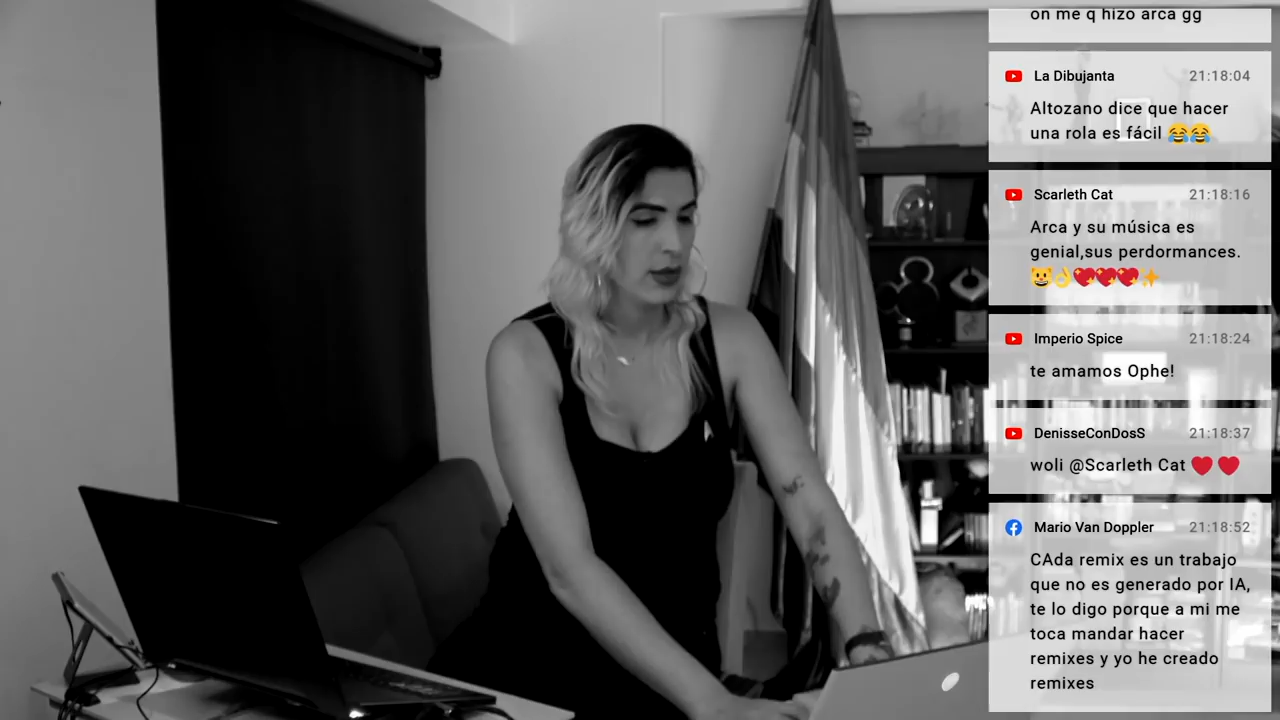 on me q hizo arca gg
La Dibujanta 21:18:04
Altozano dice que hacer
una rola es fácil 😂😂
Scarleth Cat 21:18:16
Arca y su música es
genial,sus perdormances.
😺👌💖💖💖✨
Imperio Spice 21:18:24
te amamos Ophe!
DenisseConDosS 21:18:37
woli @Scarleth Cat ❤️ ❤️
Mario Van Doppler 21:18:52
CAda remix es un trabajo
que no es generado por IA,
te lo digo porque a mi me
toca mandar hacer
remixes y yo he creado
remixes